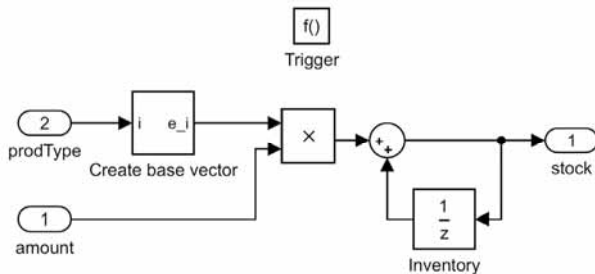 f()
Trigger
2
prodType
i e_i
Create base vector
×
1
amount
+
+
1
stock
1
z
Inventory